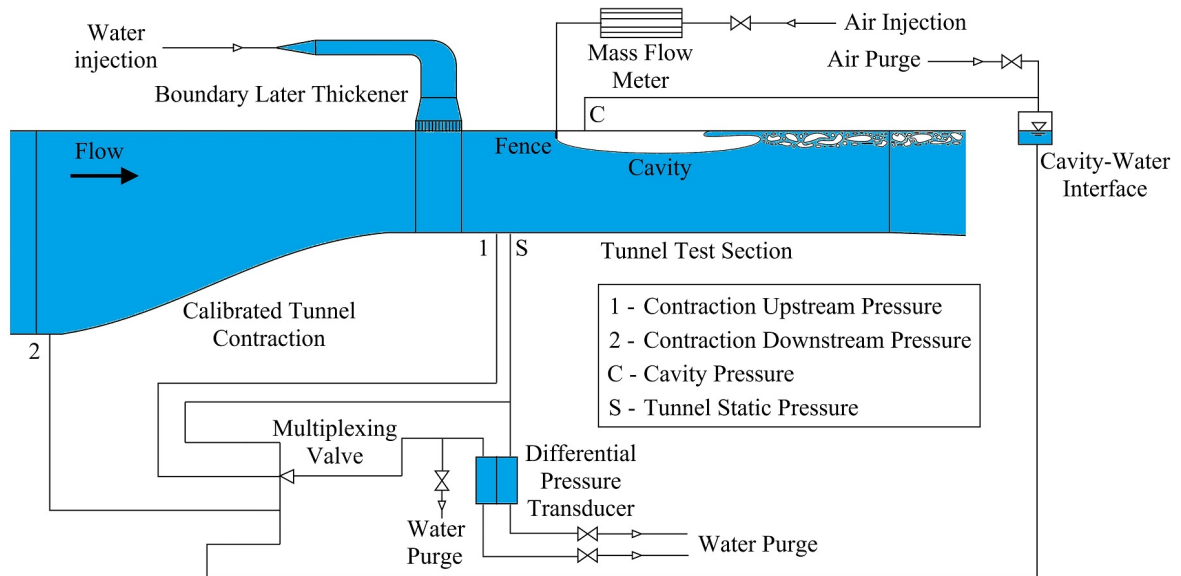 Water
injection
Boundary Later Thickener
Mass Flow
Meter
Air Injection
Air Purge
C
Flow
Fence
Cavity
Cavity-Water
Interface
1
S
Tunnel Test Section
Calibrated Tunnel
Contraction
2
1 - Contraction Upstream Pressure
2 - Contraction Downstream Pressure
C - Cavity Pressure
S - Tunnel Static Pressure
Multiplexing
Valve
Differential
Pressure
Transducer
Water
Purge
Water Purge